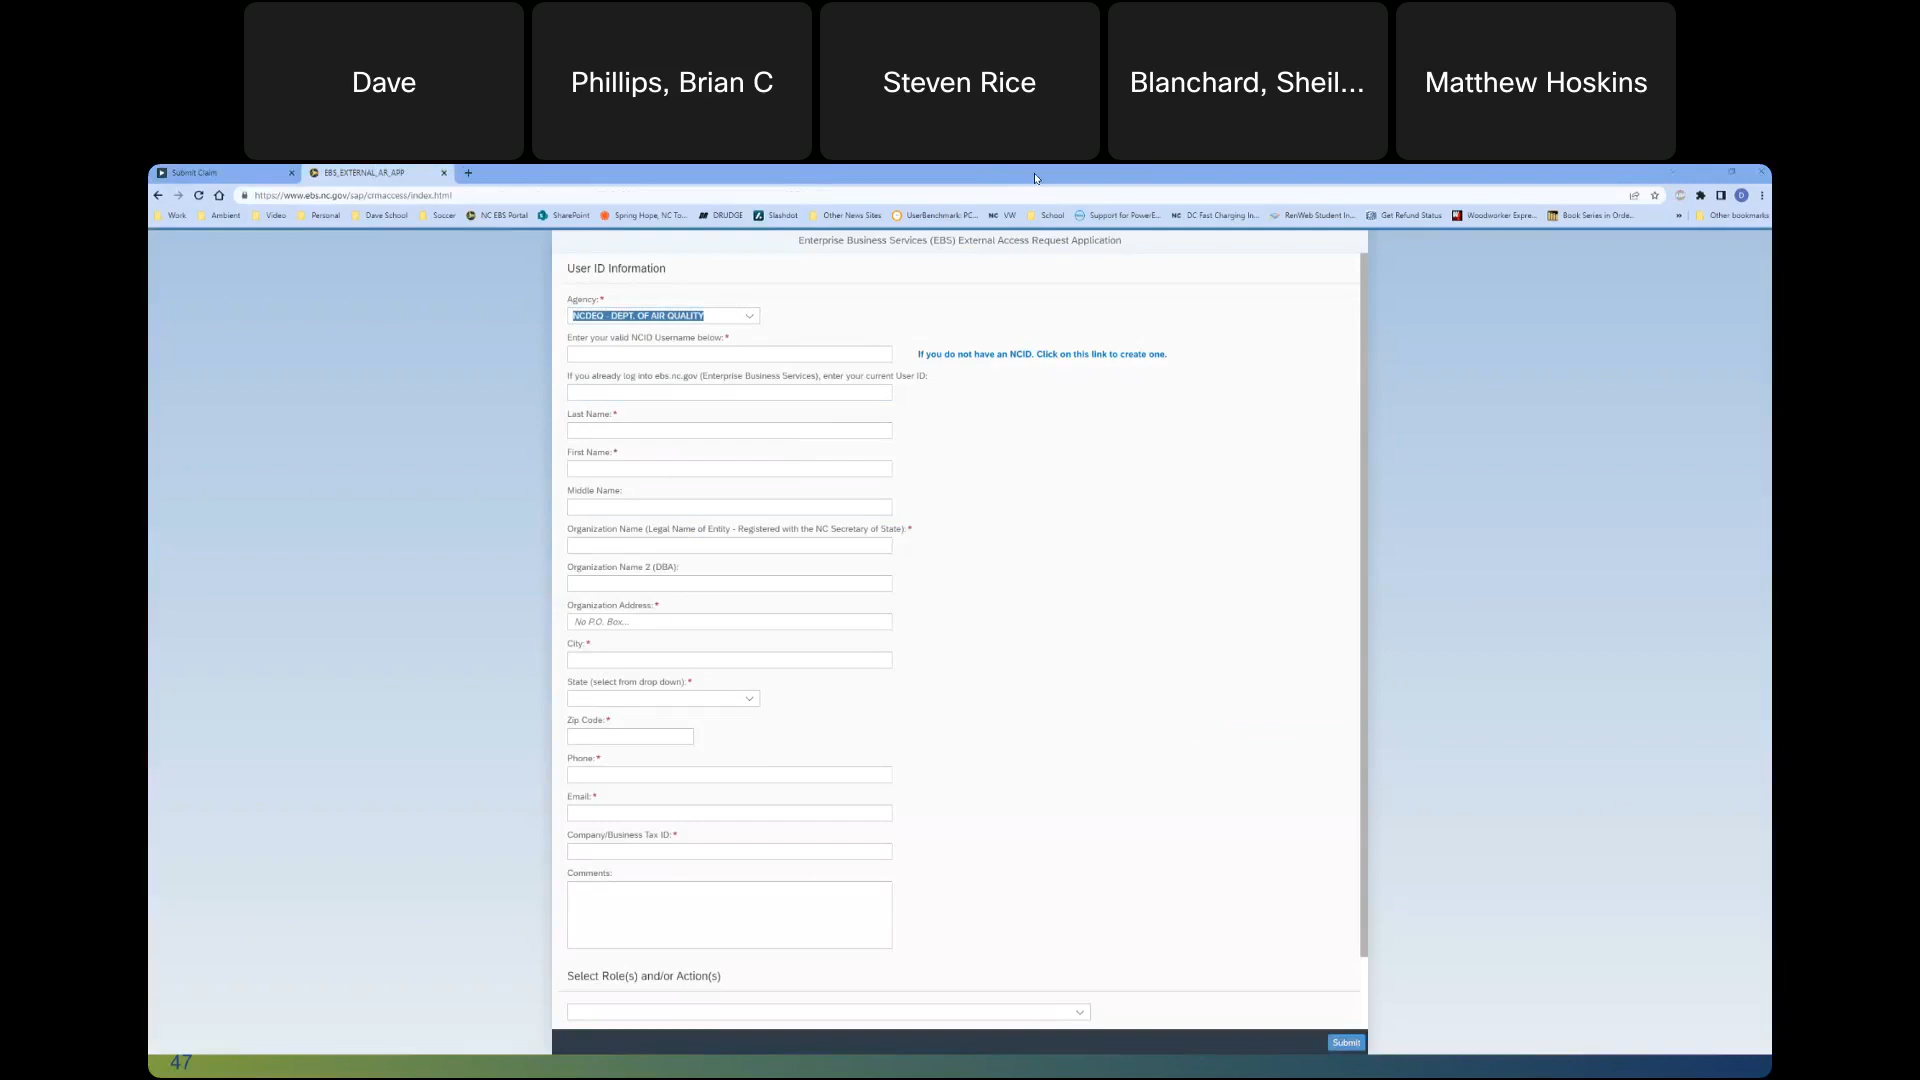 Dave
Phillips, Brian C
Steven Rice
Blanchard, Sheil...
Matthew Hoskins
Submit Claim
EBS_EXTERNAL_AR_APP
https://www.ebs.nc.gov/sap/crmaccess/index.html
Work Ambient Video Personal Dave School Soccer NC EBS Portal SharePoint Spring Hope, NC To... DRUDGE Slashdot Other News Sites UserBenchmark: PC... NC VW School Support for PowerE... NC DC Fast Charging In... RenWeb Student In... Get Refund Status Woodworker Expre... Book Series in Orde... » Other bookmarks
Enterprise Business Services (EBS) External Access Request Application
User ID Information
Agency:*
NCDEQ - DEPT. OF AIR QUALITY
Enter your valid NCID Username below:*
If you do not have an NCID. Click on this link to create one.
If you already log into ebs.nc.gov (Enterprise Business Services), enter your current User ID:
Last Name:*
First Name:*
Middle Name:
Organization Name (Legal Name of Entity - Registered with the NC Secretary of State):*
Organization Name 2 (DBA):
Organization Address:*
No P.O. Box...
City:*
State (select from drop down):*
Zip Code:*
Phone:*
Email:*
Company/Business Tax ID:*
Comments:
Select Role(s) and/or Action(s)
Submit
47